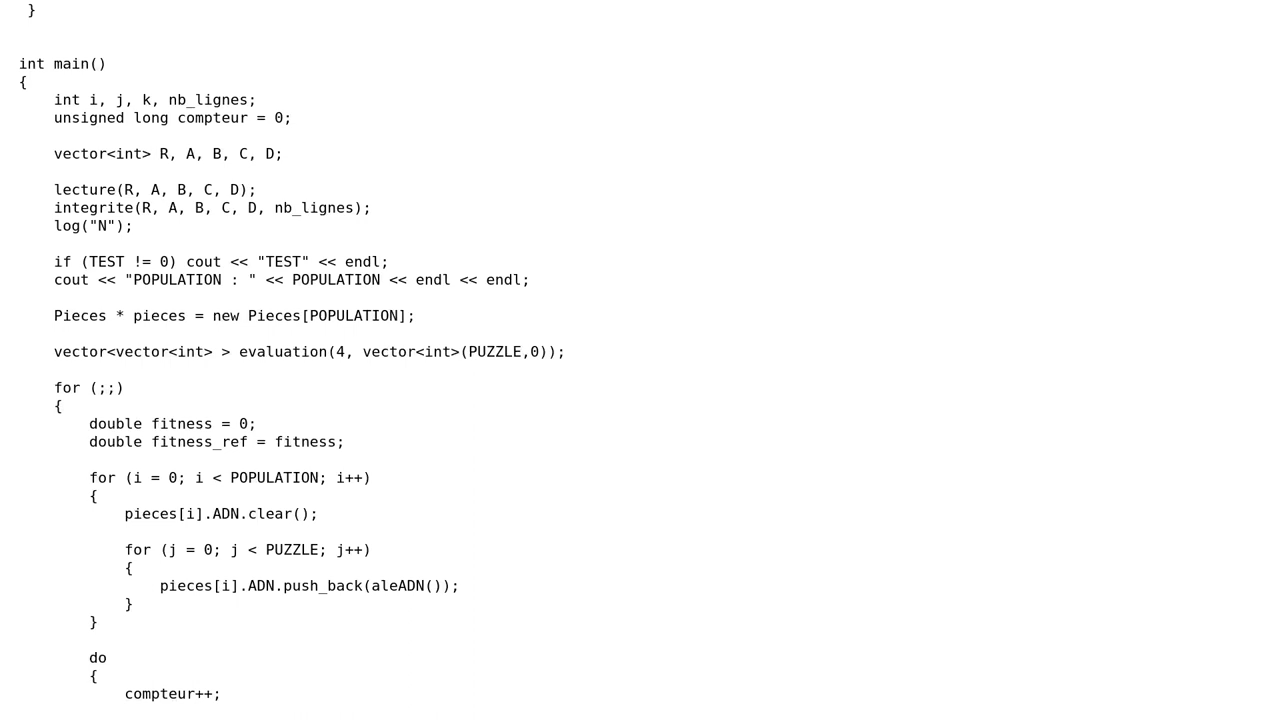 }
int main()
{
int i, j, k, nb_lignes;
unsigned long compteur = 0;
vector<int> R, A, B, C, D;
lecture(R, A, B, C, D);
integrite(R, A, B, C, D, nb_lignes);
log("N");
if (TEST != 0) cout << "TEST" << endl;
cout << "POPULATION : " << POPULATION << endl << endl;
Pieces * pieces = new Pieces[POPULATION];
vector<vector<int> > evaluation(4, vector<int>(PUZZLE,0));
for (;;)
{
double fitness = 0;
double fitness_ref = fitness;
for (i = 0; i < POPULATION; i++)
{
pieces[i].ADN.clear();
for (j = 0; j < PUZZLE; j++)
{
pieces[i].ADN.push_back(aleADN());
}
}
do
{
compteur++;